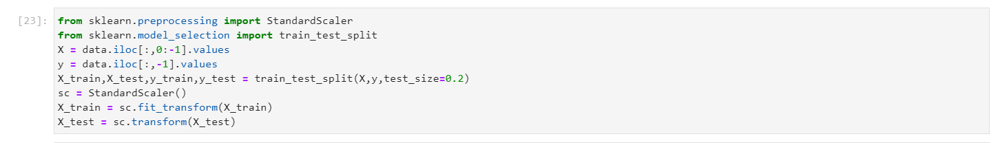 [23]:
from sklearn.preprocessing import StandardScaler
from sklearn.model_selection import train_test_split
X = data.iloc[:,0:-1].values
y = data.iloc[:,-1].values
X_train,X_test,y_train,y_test = train_test_split(X,y,test_size=0.2)
sc = StandardScaler()
X_train = sc.fit_transform(X_train)
X_test = sc.transform(X_test)